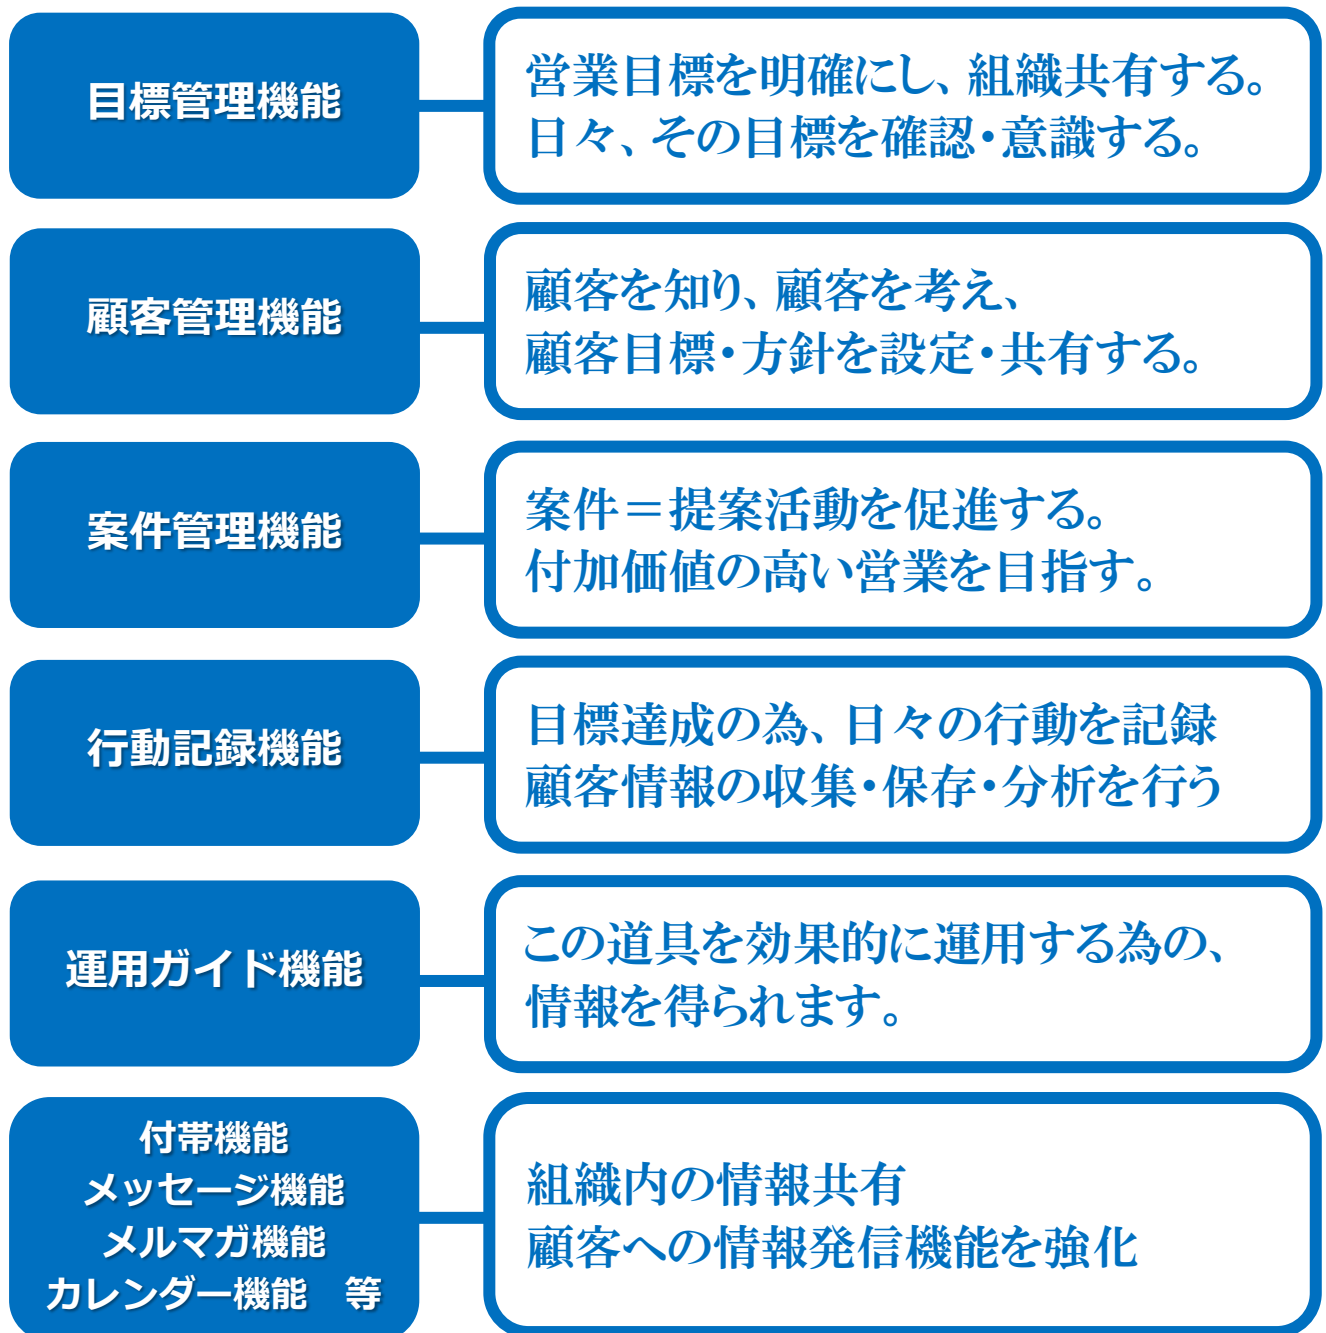 目標管理機能
営業目標を明確にし、組織共有する。
日々、その目標を確認・意識する。
顧客管理機能
顧客を知り、顧客を考え、
顧客目標・方針を設定・共有する。
案件管理機能
案件＝提案活動を促進する。
付加価値の高い営業を目指す。
行動記録機能
目標達成の為、日々の行動を記録
顧客情報の収集・保存・分析を行う
運用ガイド機能
この道具を効果的に運用する為の、
情報を得られます。
付帯機能
メッセージ機能
メルマガ機能
カレンダー機能　等
組織内の情報共有
顧客への情報発信機能を強化